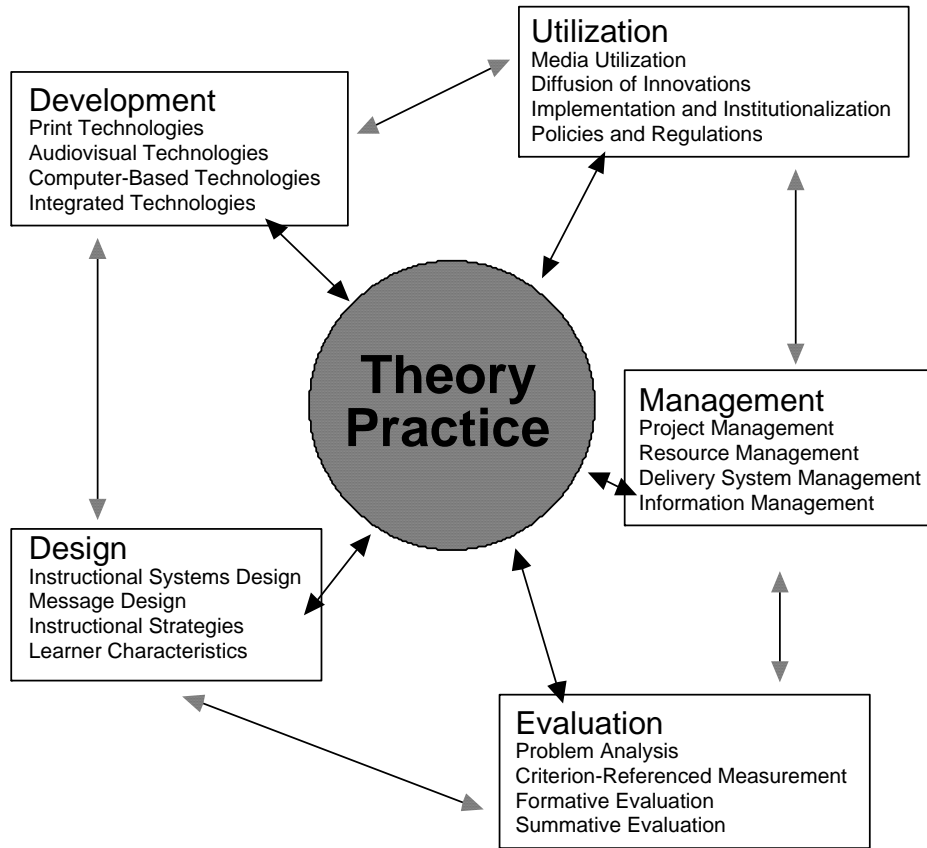 Utilization
Media Utilization
Diffusion of Innovations
Implementation and Institutionalization
Policies and Regulations
Development
Print Technologies
Audiovisual Technologies
Computer-Based Technologies
Integrated Technologies
Theory
Practice
Management
Project Management
Resource Management
Delivery System Management
Information Management
Design
Instructional Systems Design
Message Design
Instructional Strategies
Learner Characteristics
Evaluation
Problem Analysis
Criterion-Referenced Measurement
Formative Evaluation
Summative Evaluation